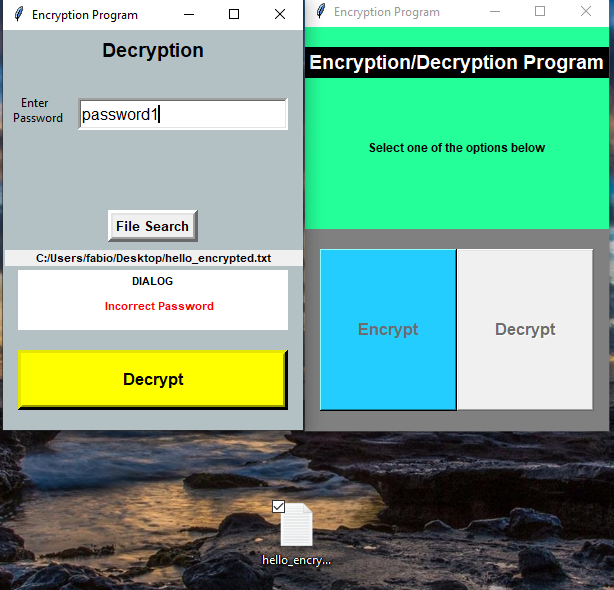 Encryption Program
Decryption
Enter
Password
password1
File Search
C:/Users/fabio/Desktop/hello_encrypted.txt
DIALOG
Incorrect Password
Decrypt
Encryption Program
Encryption/Decryption Program
Select one of the options below
Encrypt
Decrypt
hello_encry...